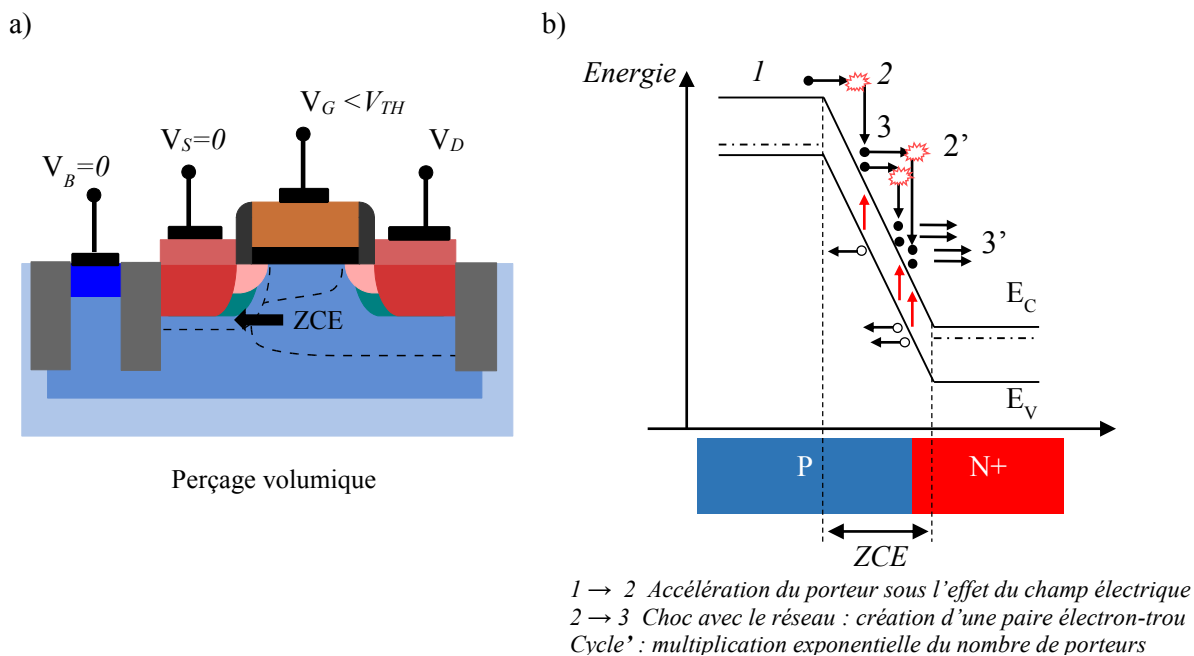 a)
V_G <V_TH
V_S=0
V_D
V_B=0
ZCE
Perçage volumique
b)
Energie
1
2
3
2’
3’
E_C
E_V
P
N+
ZCE
1 → 2 Accélération du porteur sous l’effet du champ électrique
2 → 3 Choc avec le réseau : création d’une paire électron-trou
Cycle’ : multiplication exponentielle du nombre de porteurs